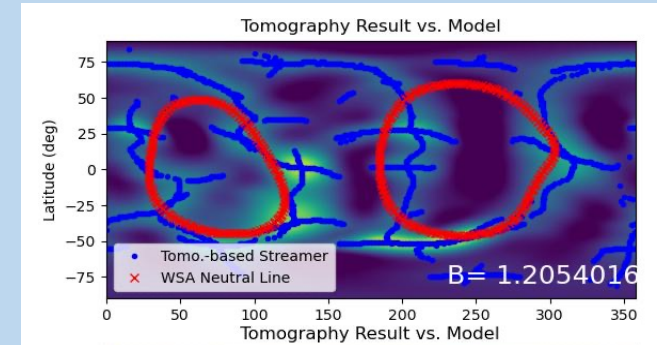 Tomography Result vs. Model
Latitude (deg)
75
50
25
0
−25
−50
−75
Tomo.-based Streamer
WSA Neutral Line
B= 1.2054016
0 50 100 150 200 250 300 350
Tomography Result vs. Model